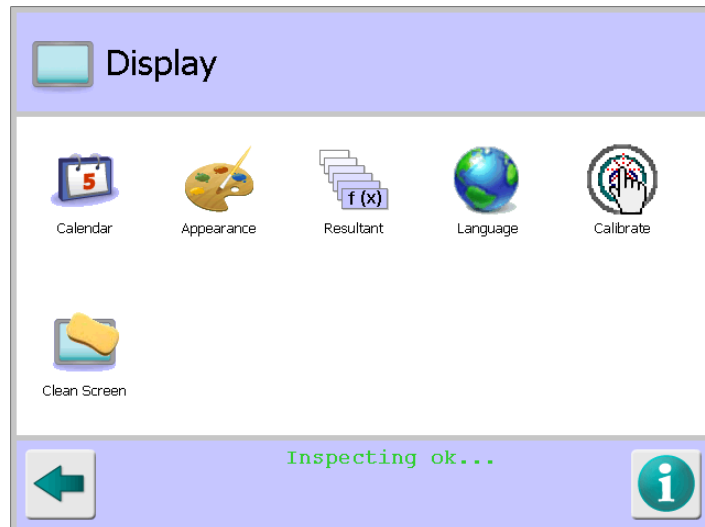 Display
5
f (x)
Calendar
Appearance
Resultant
Language
Calibrate
Clean Screen
Inspecting ok...
i